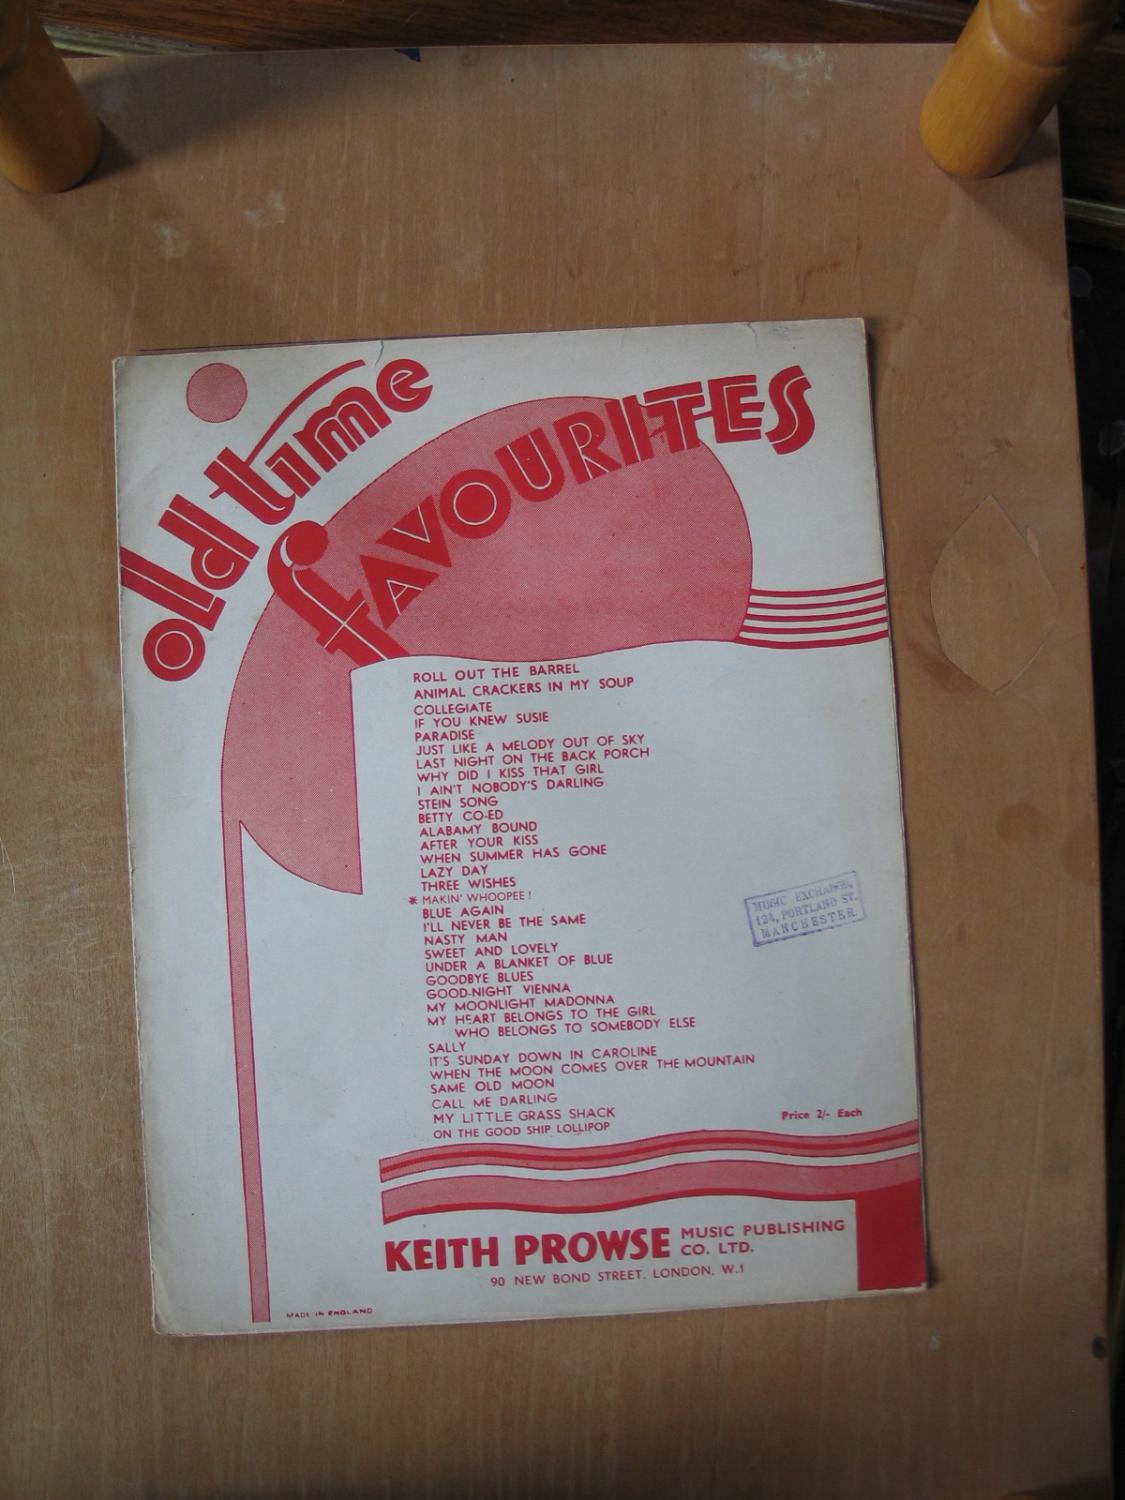 old time
FAVOURITES
ROLL OUT THE BARREL
ANIMAL CRACKERS IN MY SOUP
COLLEGIATE
IF YOU KNEW SUSIE
PARADISE
JUST LIKE A MELODY OUT OF SKY
LAST NIGHT ON THE BACK PORCH
WHY DID I KISS THAT GIRL
I AIN'T NOBODY'S DARLING
STEIN SONG
BETTY CO-ED
ALABAMY BOUND
AFTER YOUR KISS
WHEN SUMMER HAS GONE
LAZY DAY
THREE WISHES
* MAKIN' WHOOPEE!
BLUE AGAIN
I'LL NEVER BE THE SAME
NASTY MAN
SWEET AND LOVELY
UNDER A BLANKET OF BLUE
GOODBYE BLUES
GOOD-NIGHT VIENNA
MY MOONLIGHT MADONNA
MY HEART BELONGS TO THE GIRL
WHO BELONGS TO SOMEBODY ELSE
SALLY
IT'S SUNDAY DOWN IN CAROLINE
WHEN THE MOON COMES OVER THE MOUNTAIN
SAME OLD MOON
CALL ME DARLING
MY LITTLE GRASS SHACK
ON THE GOOD SHIP LOLLIPOP
MUSIC EXCHANGE,
124, PORTLAND ST.
MANCHESTER.
Price 2/- Each
KEITH PROWSE MUSIC PUBLISHING
CO. LTD.
90 NEW BOND STREET, LONDON, W.1
MADE IN ENGLAND